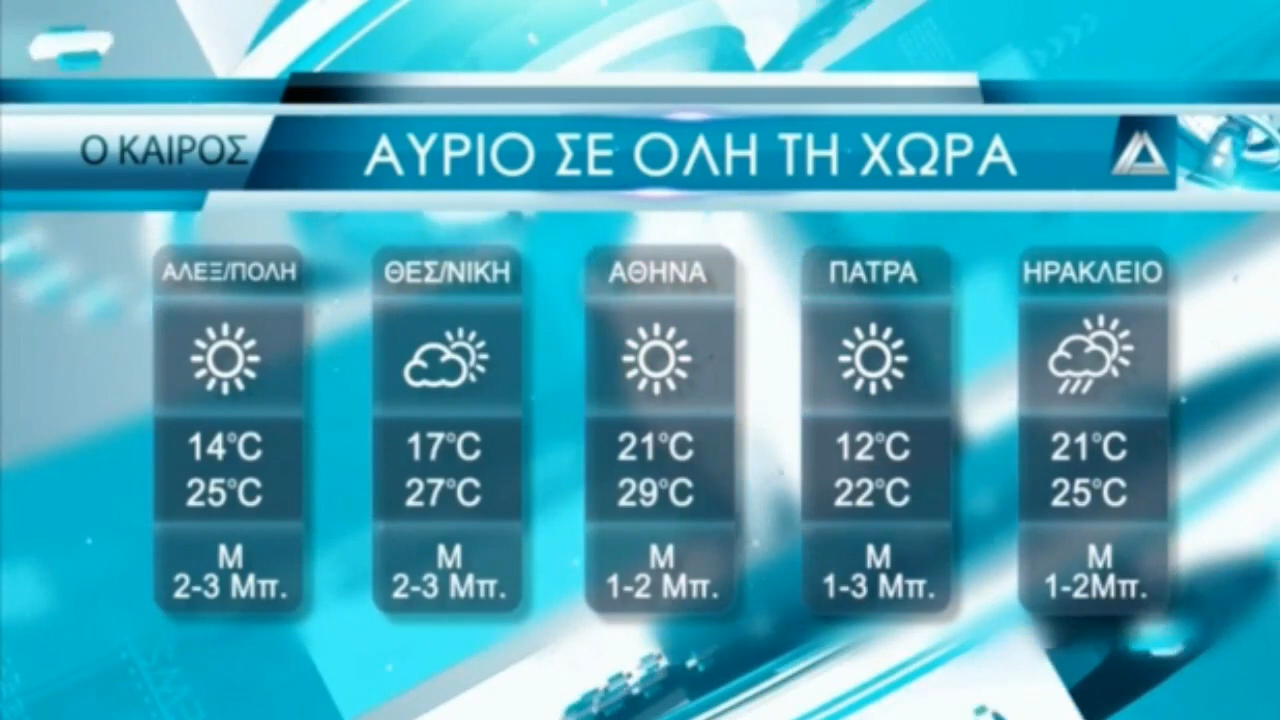 Ο ΚΑΙΡΟΣ
ΑΥΡΙΟ ΣΕ ΟΛΗ ΤΗ ΧΩΡΑ
ΑΛΕΞ/ΠΟΛΗ
14°C
25°C
Μ
2-3 Μπ.
ΘΕΣ/ΝΙΚΗ
17°C
27°C
Μ
2-3 Μπ.
ΑΘΗΝΑ
21°C
29°C
Μ
1-2 Μπ.
ΠΑΤΡΑ
12°C
22°C
Μ
1-3 Μπ.
ΗΡΑΚΛΕΙΟ
21°C
25°C
Μ
1-2Μπ.